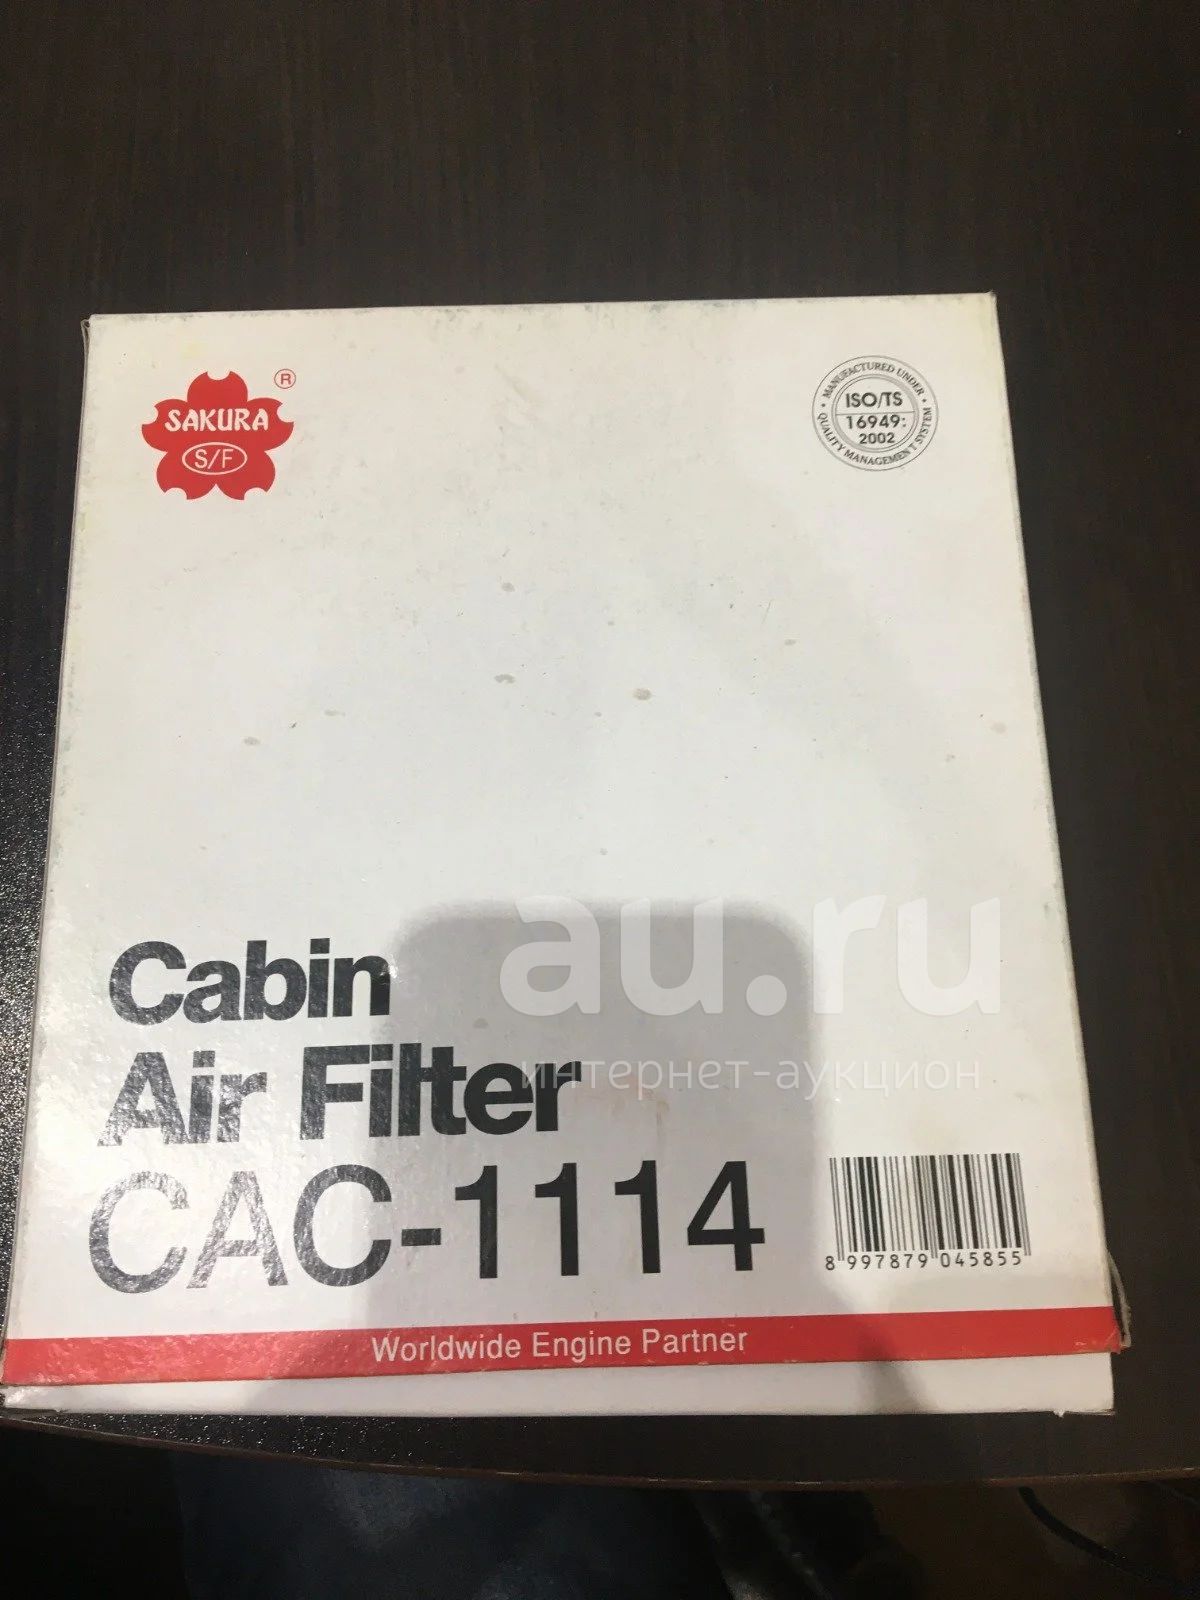 SAKURA ®
S/F
MANUFACTURED UNDER
ISO/TS
16949:
2002
QUALITY MANAGEMENT SYSTEM
au.ru
интернет-аукцион
Cabin
Air Filter
CAC-1114
8 997879 045855
Worldwide Engine Partner